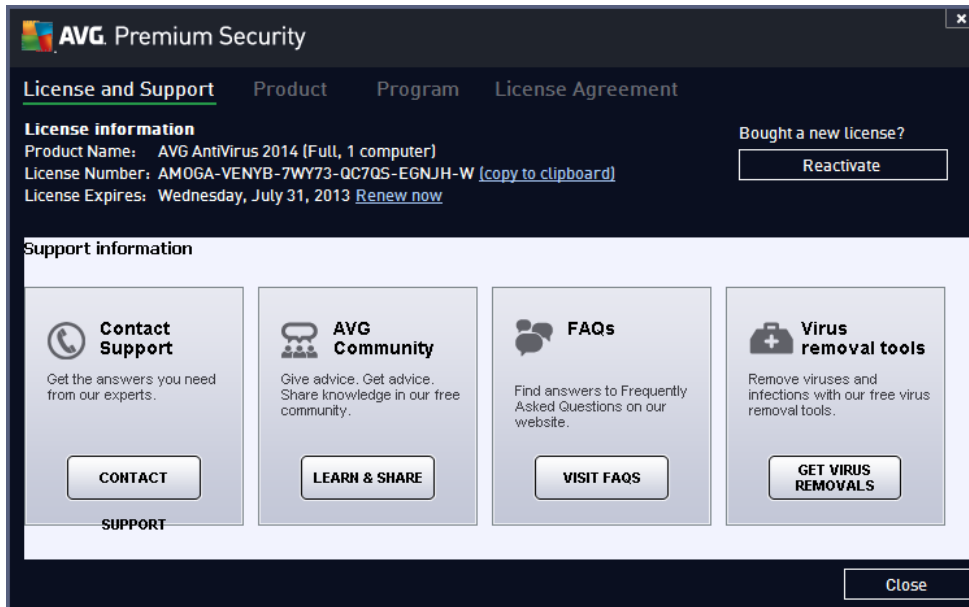 AVG. Premium Security
x
License and Support Product Program License Agreement
License information
Product Name: AVG AntiVirus 2014 (Full, 1 computer)
License Number: AMOGA-VENYB-7WY73-QC7QS-EGNJH-W (copy to clipboard)
License Expires: Wednesday, July 31, 2013 Renew now
Bought a new license?
Reactivate
Support information
Contact
Support
Get the answers you need
from our experts.
CONTACT
SUPPORT
AVG
Community
Give advice. Get advice.
Share knowledge in our free
community.
LEARN & SHARE
FAQs
Find answers to Frequently
Asked Questions on our
website.
VISIT FAQS
Virus
removal tools
Remove viruses and
infections with our free virus
removal tools.
GET VIRUS
REMOVALS
Close